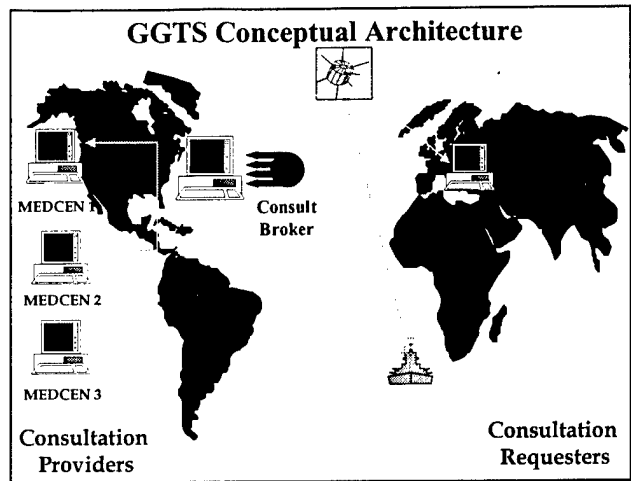 GGTS Conceptual Architecture
MEDCEN 1
Consult
Broker
MEDCEN 2
MEDCEN 3
Consultation
Providers
Consultation
Requesters